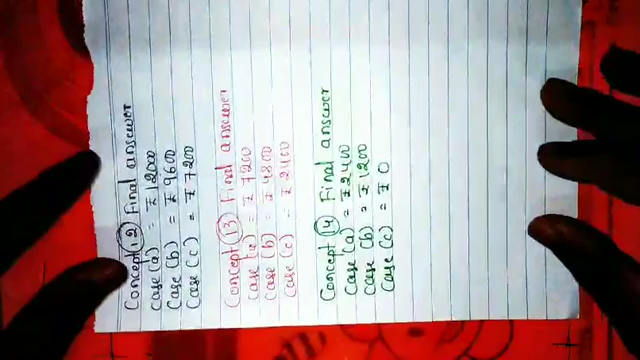 Concept (12) Final answer
Case (a) = ₹12000
Case (b) = ₹9600
Case (c) = ₹7200
Concept (13) Final answer
Case (a) = ₹7200
Case (b) = ₹4800
Case (c) = ₹2400
Concept (14) Final answer
Case (a) = ₹2400
Case (b) = ₹1200
Case (c) = ₹0